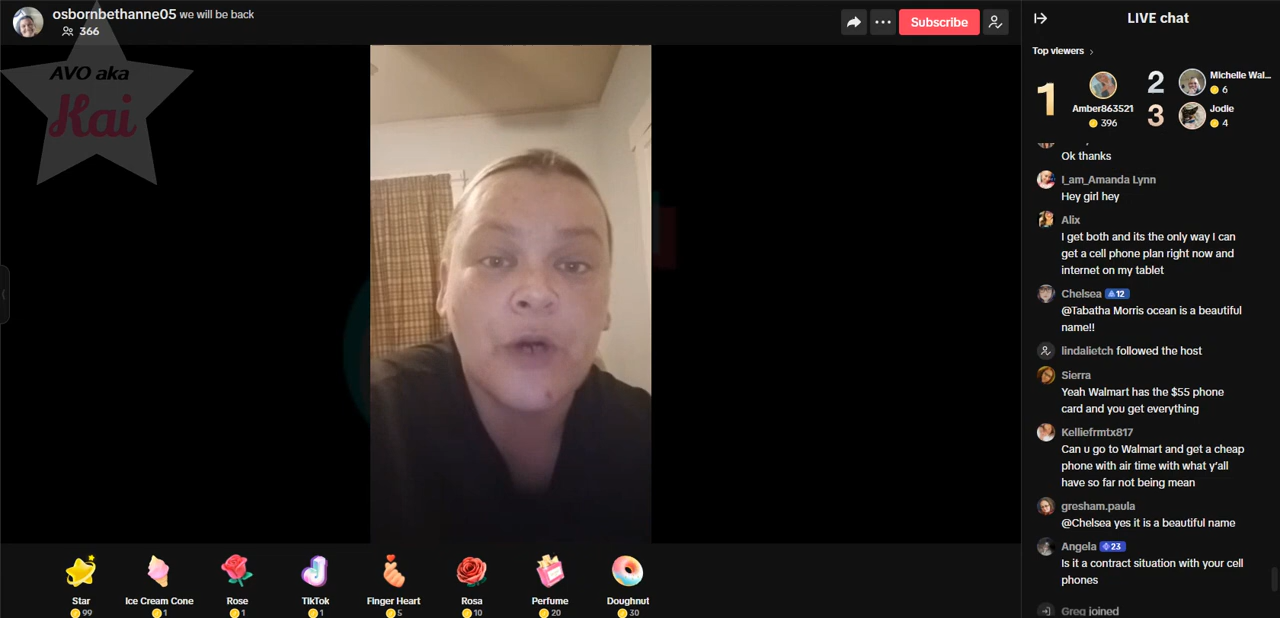 osbornbethanne05 we will be back
366
Subscribe
AVO aka
Kai
LIVE chat
Top viewers
1
Amber863521
396
2
Michelle Wal...
6
3
Jodie
4
Ok thanks
I_am_Amanda Lynn
Hey girl hey
Alix
I get both and its the only way I can
get a cell phone plan right now and
internet on my tablet
Chelsea 12
@Tabatha Morris ocean is a beautiful
name!!
lindalietch followed the host
Sierra
Yeah Walmart has the $55 phone
card and you get everything
Kelliefrmtx817
Can u go to Walmart and get a cheap
phone with air time with what y'all
have so far not being mean
gresham.paula
@Chelsea yes it is a beautiful name
Angela 23
Is it a contract situation with your cell
phones
Greg joined
Star
99
Ice Cream Cone
1
Rose
1
TikTok
1
Finger Heart
5
Rosa
10
Perfume
20
Doughnut
30